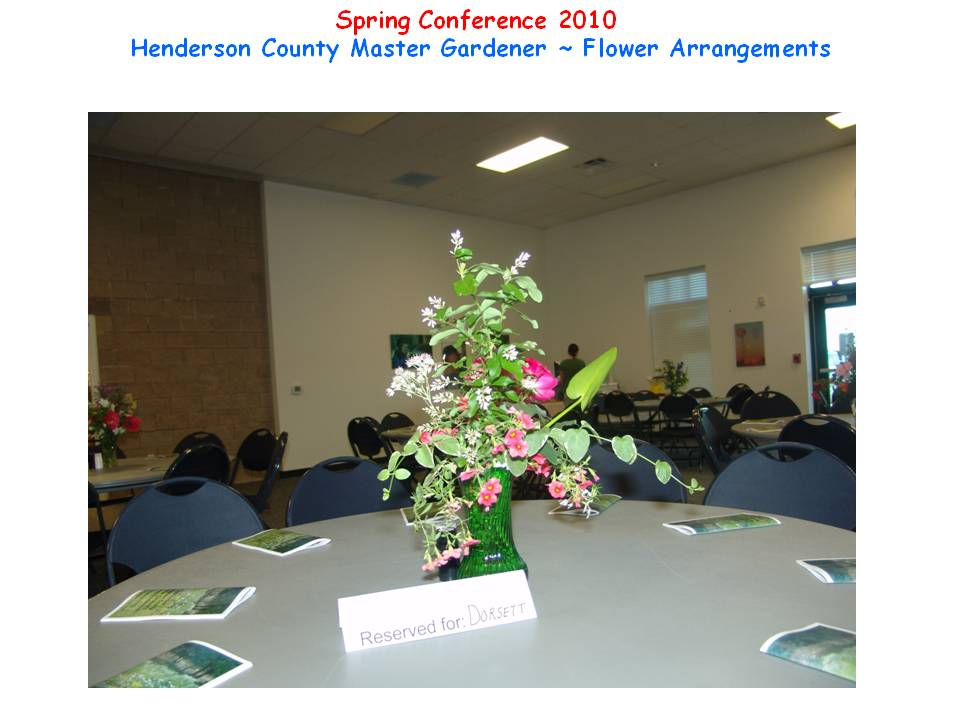 Spring Conference 2010
Henderson County Master Gardener ~ Flower Arrangements
Reserved for: DORSETT